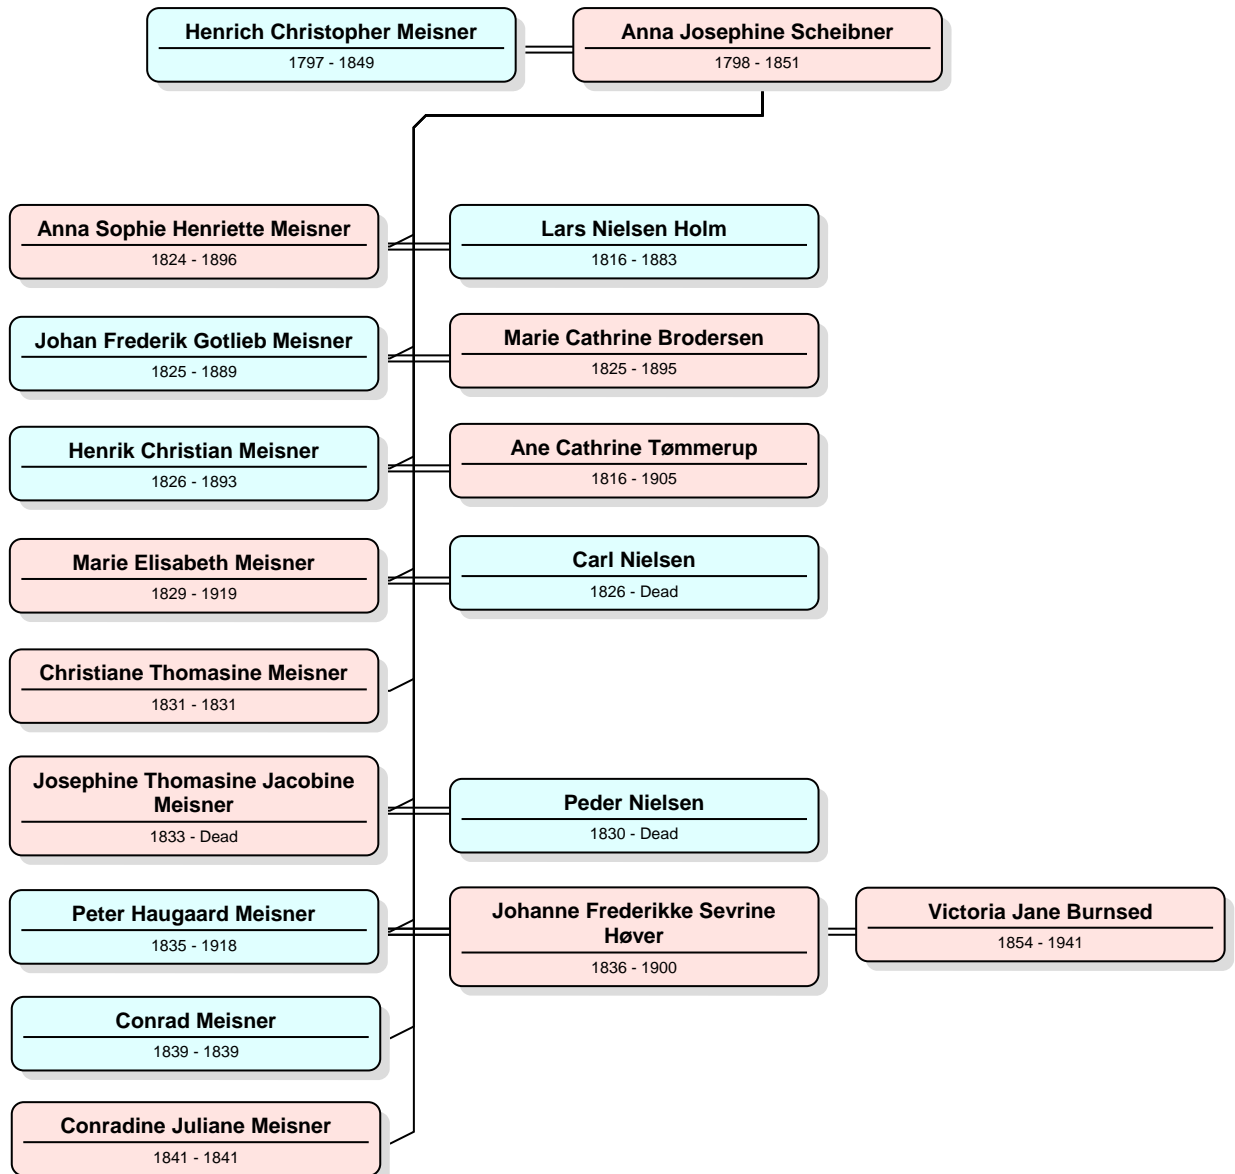 Henrich Christopher Meisner
1797 - 1849
Anna Josephine Scheibner
1798 - 1851
Anna Sophie Henriette Meisner
1824 - 1896
Lars Nielsen Holm
1816 - 1883
Johan Frederik Gotlieb Meisner
1825 - 1889
Marie Cathrine Brodersen
1825 - 1895
Henrik Christian Meisner
1826 - 1893
Ane Cathrine Tømmerup
1816 - 1905
Marie Elisabeth Meisner
1829 - 1919
Carl Nielsen
1826 - Dead
Christiane Thomasine Meisner
1831 - 1831
Josephine Thomasine Jacobine
Meisner
1833 - Dead
Peder Nielsen
1830 - Dead
Peter Haugaard Meisner
1835 - 1918
Johanne Frederikke Sevrine
Høver
1836 - 1900
Victoria Jane Burnsed
1854 - 1941
Conrad Meisner
1839 - 1839
Conradine Juliane Meisner
1841 - 1841